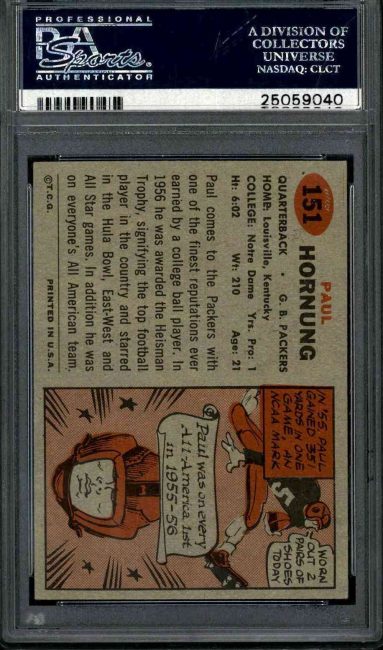 PROFESSIONAL
PSA
Sports
AUTHENTICATOR
A DIVISION OF
COLLECTORS
UNIVERSE
NASDAQ: CLCT
25059040
151
PAUL
HORNUNG
QUARTERBACK • G. B. PACKERS
HOME: Louisville, Kentucky
COLLEGE: Notre Dame Yrs. Pro: 1
Ht: 6:02 Wt: 210 Age: 21
Paul comes to the Packers with
one of the finest reputations ever
earned by a college ball player. In
1956 he was awarded the Heisman
Trophy, signifying the top football
player in the country and starred
in the Hula Bowl, East-West and
All Star games. In addition he was
on everyone's All American team.
©T.C.G. PRINTED IN U.S.A.
IN '55, PAUL
GAINED 351
YARDS IN ONE
GAME, AN
NCAA MARK
WORN
OUT 2
PAIRS OF
SHOES
TODAY
Paul was on every
All-America list
in 1955-56